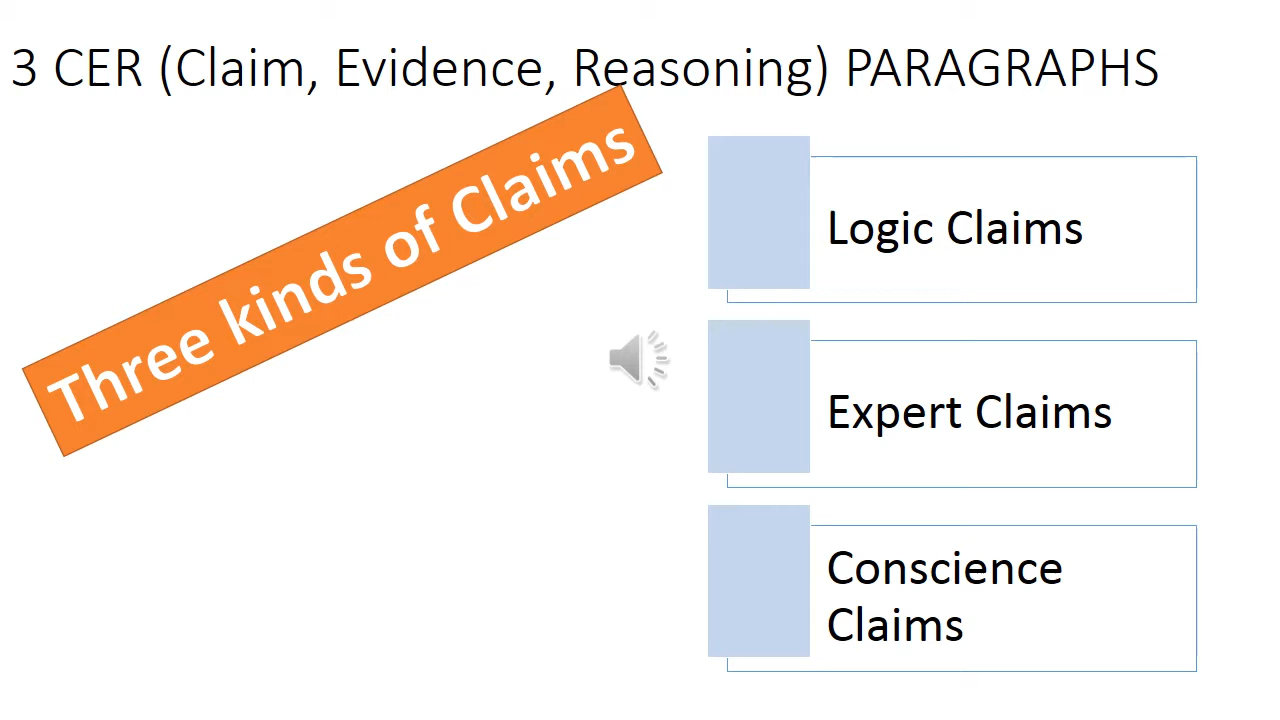 3 CER (Claim, Evidence, Reasoning) PARAGRAPHS
Three kinds of Claims
Logic Claims
Expert Claims
Conscience
Claims